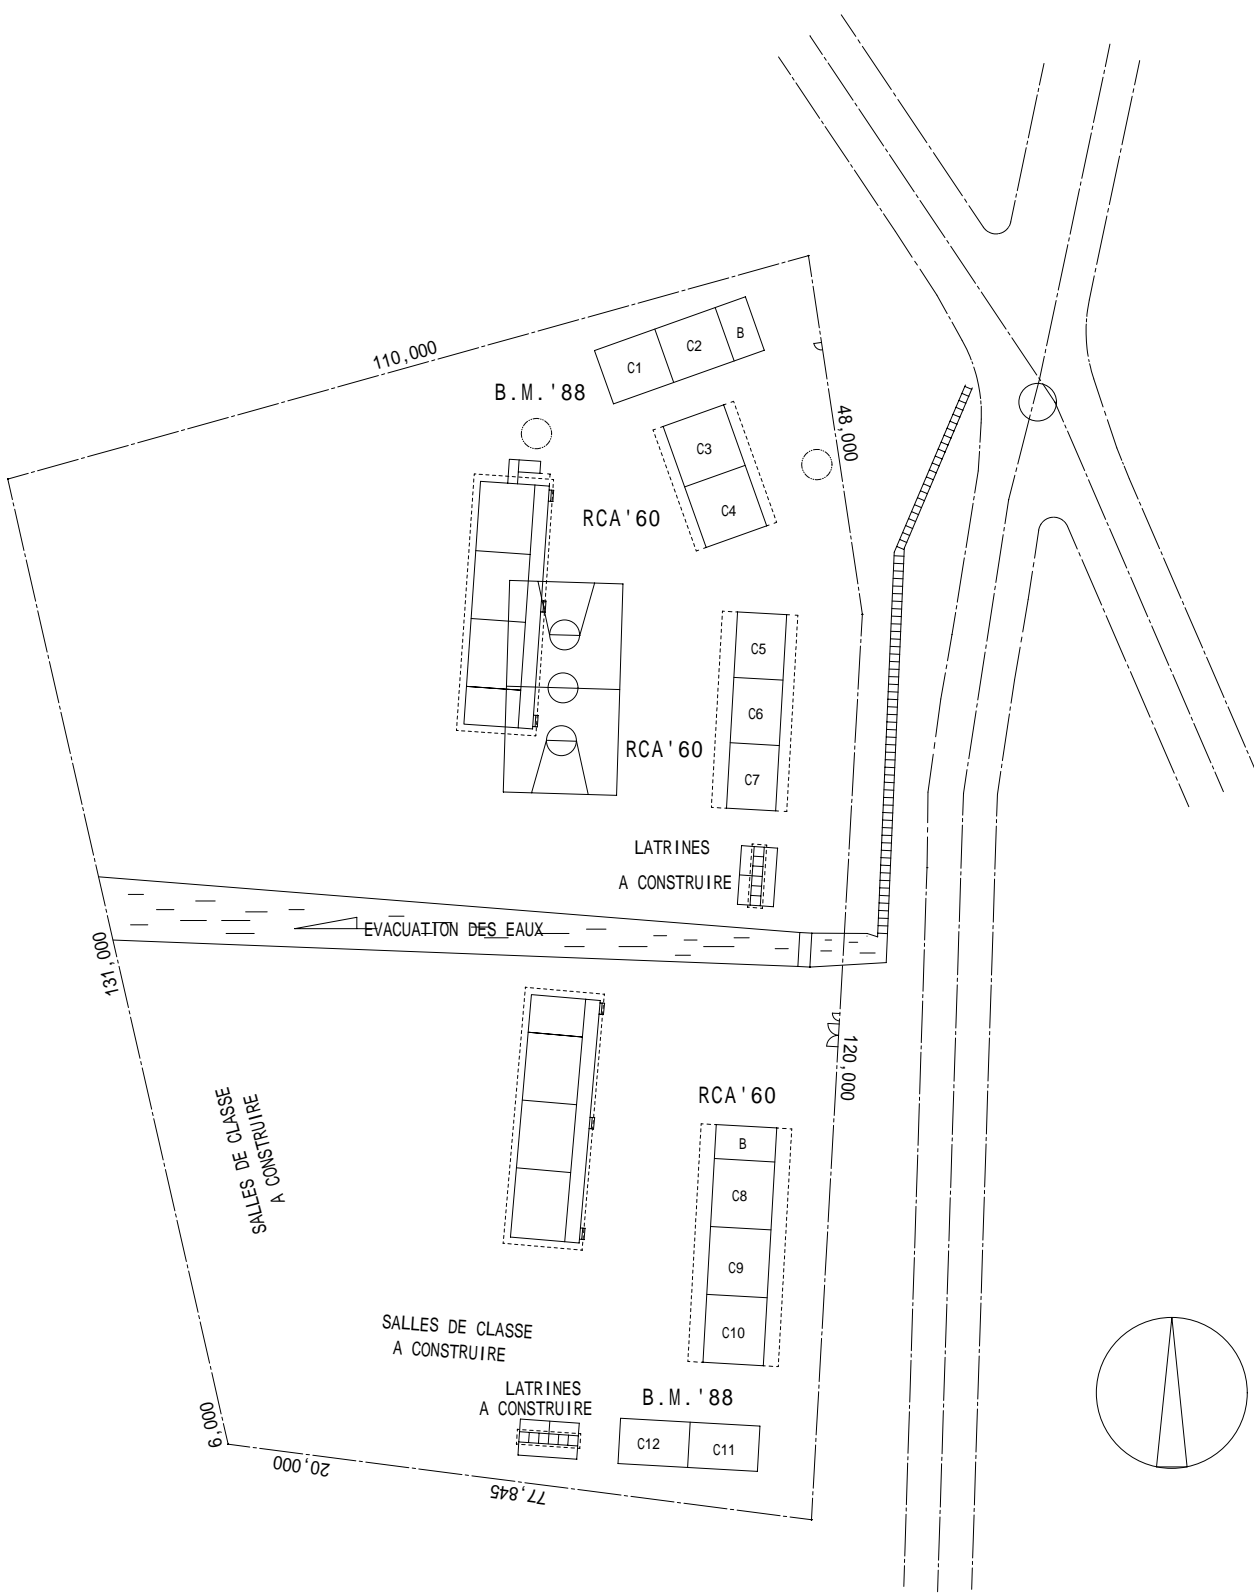 110,000
B
C2
C1
B.M.'88
48,000
C3
C4
RCA'60
C5
C6
RCA'60
C7
LATRINES
A CONSTRUIRE
EVACUATION DES EAUX
131,000
120,000
SALLES DE CLASSE
A CONSTRUIRE
RCA'60
B
C8
C9
C10
SALLES DE CLASSE
A CONSTRUIRE
LATRINES
A CONSTRUIRE
B.M.'88
C12
C11
6,000
20,000
77,845